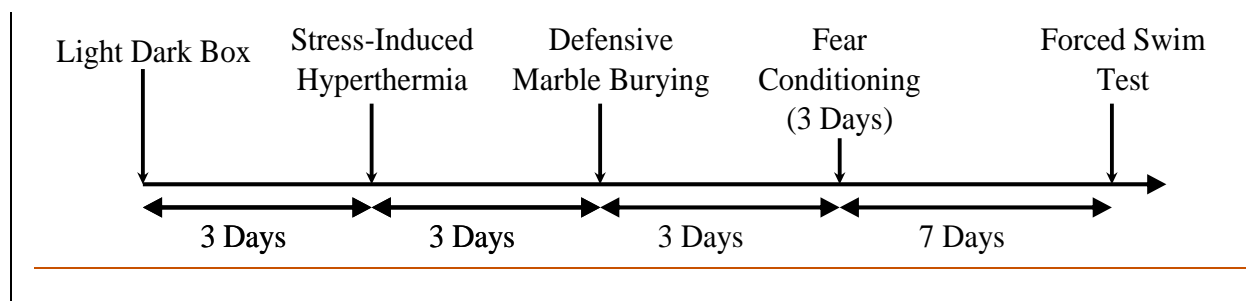 Light Dark Box
Stress-Induced
Hyperthermia
Defensive
Marble Burying
Fear
Conditioning
(3 Days)
Forced Swim
Test
3 Days
3 Days
3 Days
7 Days